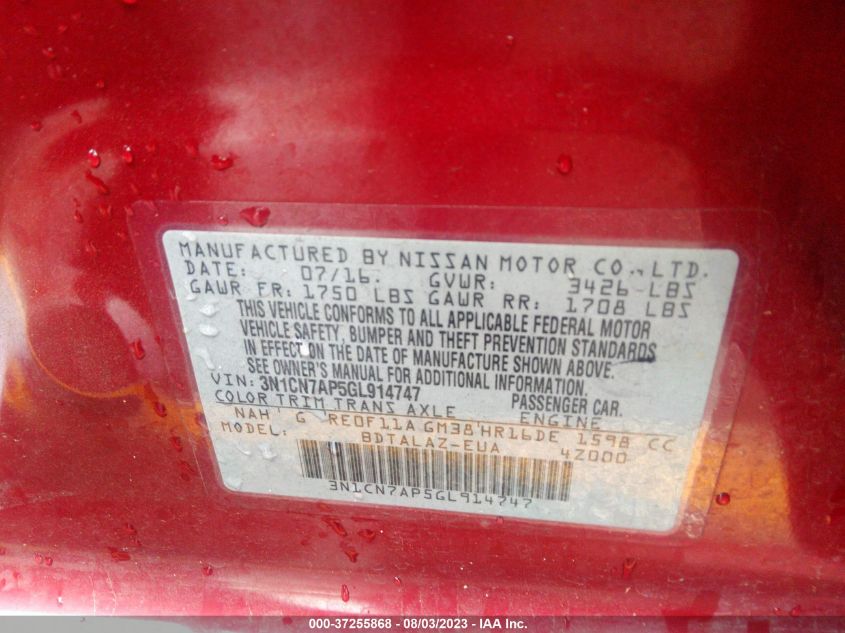 MANUFACTURED BY NISSAN MOTOR CO., LTD.
DATE: 07/16 GVWR: 3426 LBS
GAWR FR: 1750 LBS GAWR RR: 1708 LBS
THIS VEHICLE CONFORMS TO ALL APPLICABLE FEDERAL MOTOR
VEHICLE SAFETY, BUMPER AND THEFT PREVENTION STANDARDS
IN EFFECT ON THE DATE OF MANUFACTURE SHOWN ABOVE.
SEE OWNER'S MANUAL FOR ADDITIONAL INFORMATION
VIN: 3N1CN7AP5GL914747 PASSENGER CAR.
COLOR TRIM TRANS AXLE ENGINE
NAH G RE0F11A GM38 HR16DE 1598 CC
MODEL: BDTALAZ-EUA 4Z000
3N1CN7AP5GL914747
000-37255868 - 08/03/2023 - IAA Inc.